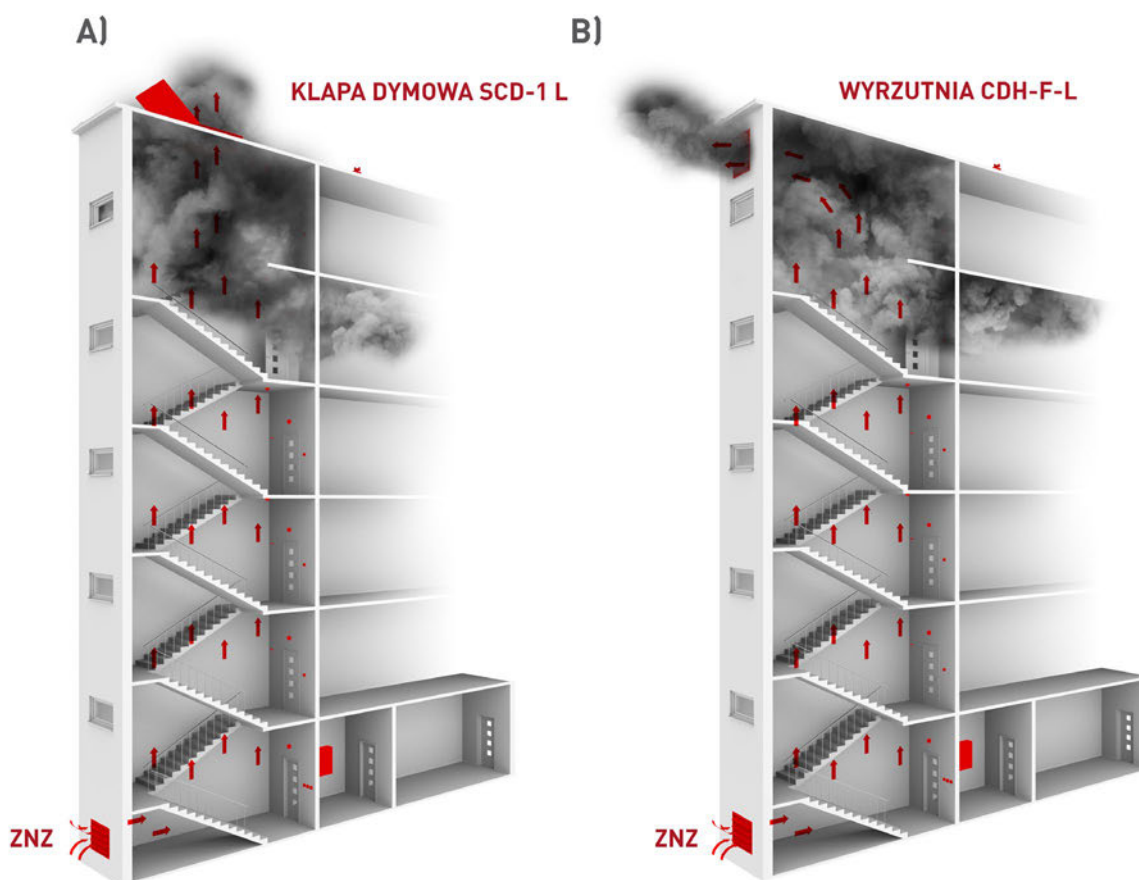 A)
KLAPA DYMOWA SCD-1 L
ZNZ
B)
WYRZUTNIA CDH-F-L
ZNZ